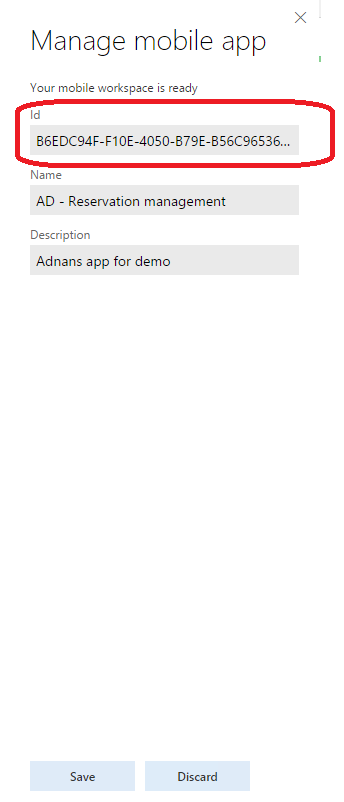 Manage mobile app
Your mobile workspace is ready
Id
B6EDC94F-F10E-4050-B79E-B56C96536...
Name
AD - Reservation management
Description
Adnans app for demo
Save Discard